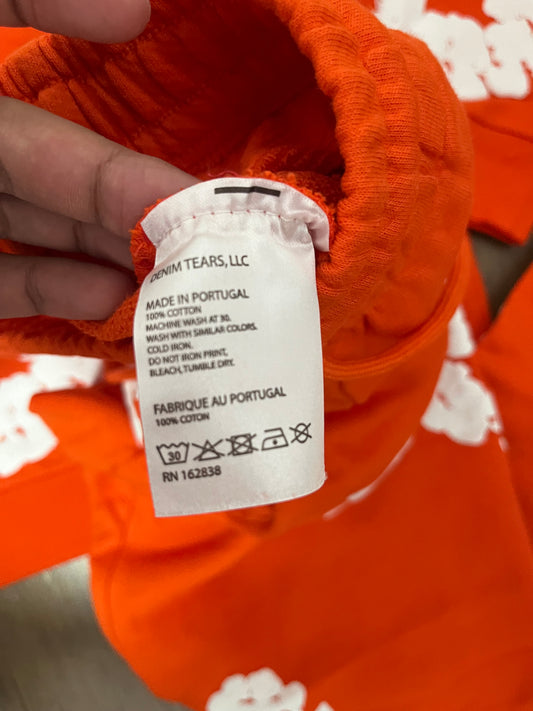 DENIM TEARS, LLC
MADE IN PORTUGAL
100% COTTON
MACHINE WASH AT 30.
WASH WITH SIMILAR COLORS.
COLD IRON.
DO NOT IRON PRINT,
BLEACH, TUMBLE DRY.
FABRIQUE AU PORTUGAL
100% COTON
30
RN 162838